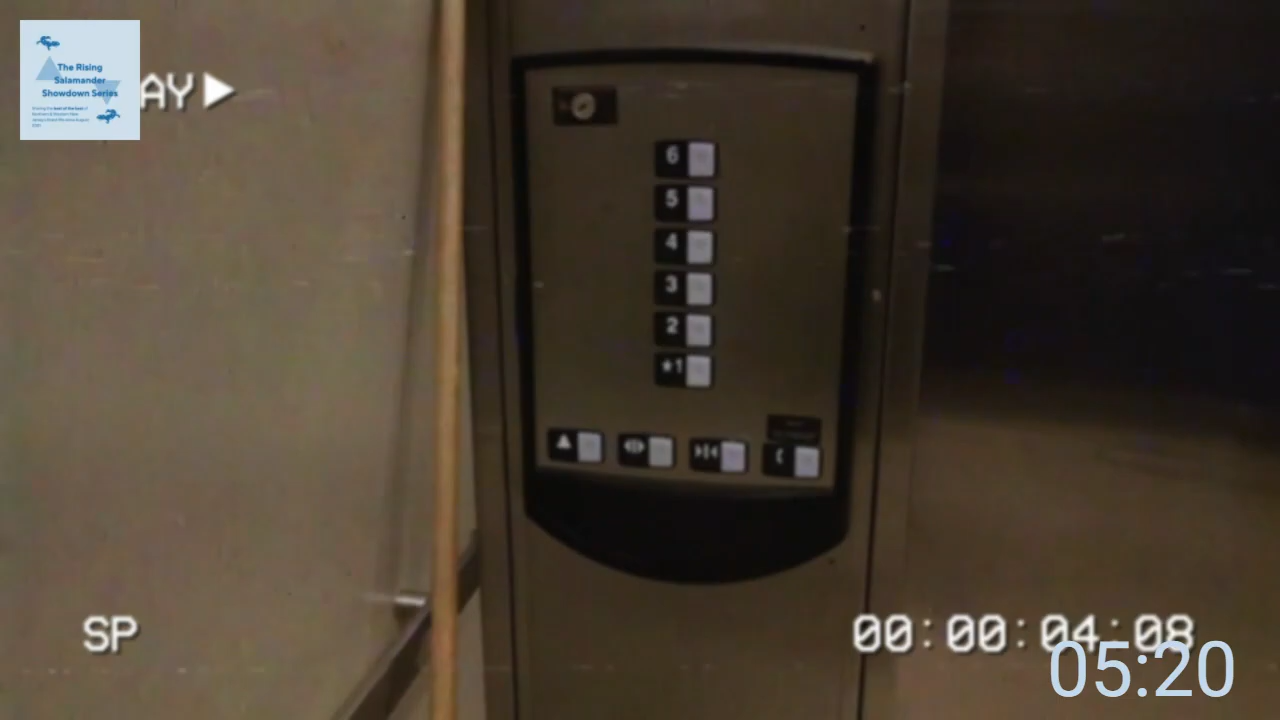 The Rising
Salamander
Showdown Series
AY
6
5
4
3
2
★1
SP
00:00:04:08
05:20